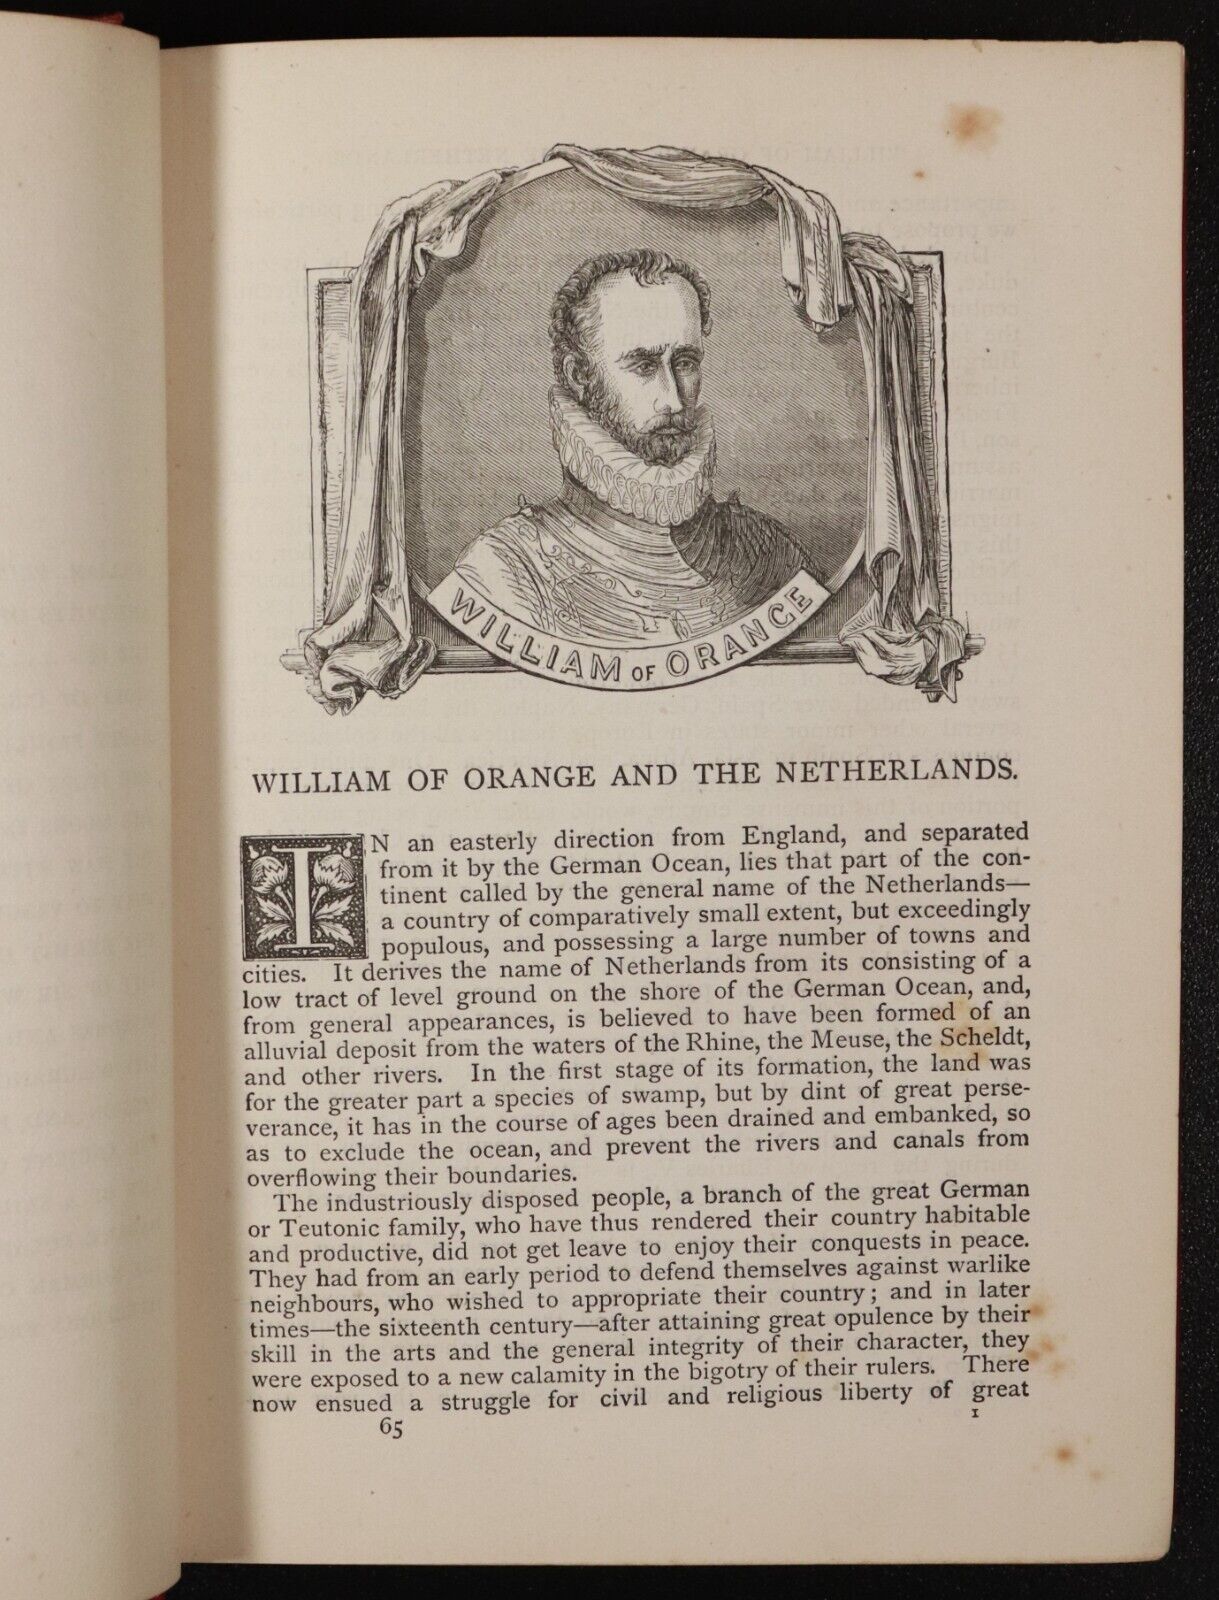 WILLIAM OF ORANGE
WILLIAM OF ORANGE AND THE NETHERLANDS.
IN an easterly direction from England, and separated
from it by the German Ocean, lies that part of the con-
tinent called by the general name of the Netherlands—
a country of comparatively small extent, but exceedingly
populous, and possessing a large number of towns and
cities. It derives the name of Netherlands from its consisting of a
low tract of level ground on the shore of the German Ocean, and,
from general appearances, is believed to have been formed of an
alluvial deposit from the waters of the Rhine, the Meuse, the Scheldt,
and other rivers. In the first stage of its formation, the land was
for the greater part a species of swamp, but by dint of great perse-
verance, it has in the course of ages been drained and embanked, so
as to exclude the ocean, and prevent the rivers and canals from
overflowing their boundaries.
The industriously disposed people, a branch of the great German
or Teutonic family, who have thus rendered their country habitable
and productive, did not get leave to enjoy their conquests in peace.
They had from an early period to defend themselves against warlike
neighbours, who wished to appropriate their country; and in later
times—the sixteenth century—after attaining great opulence by their
skill in the arts and the general integrity of their character, they
were exposed to a new calamity in the bigotry of their rulers. There
now ensued a struggle for civil and religious liberty of great
65 1